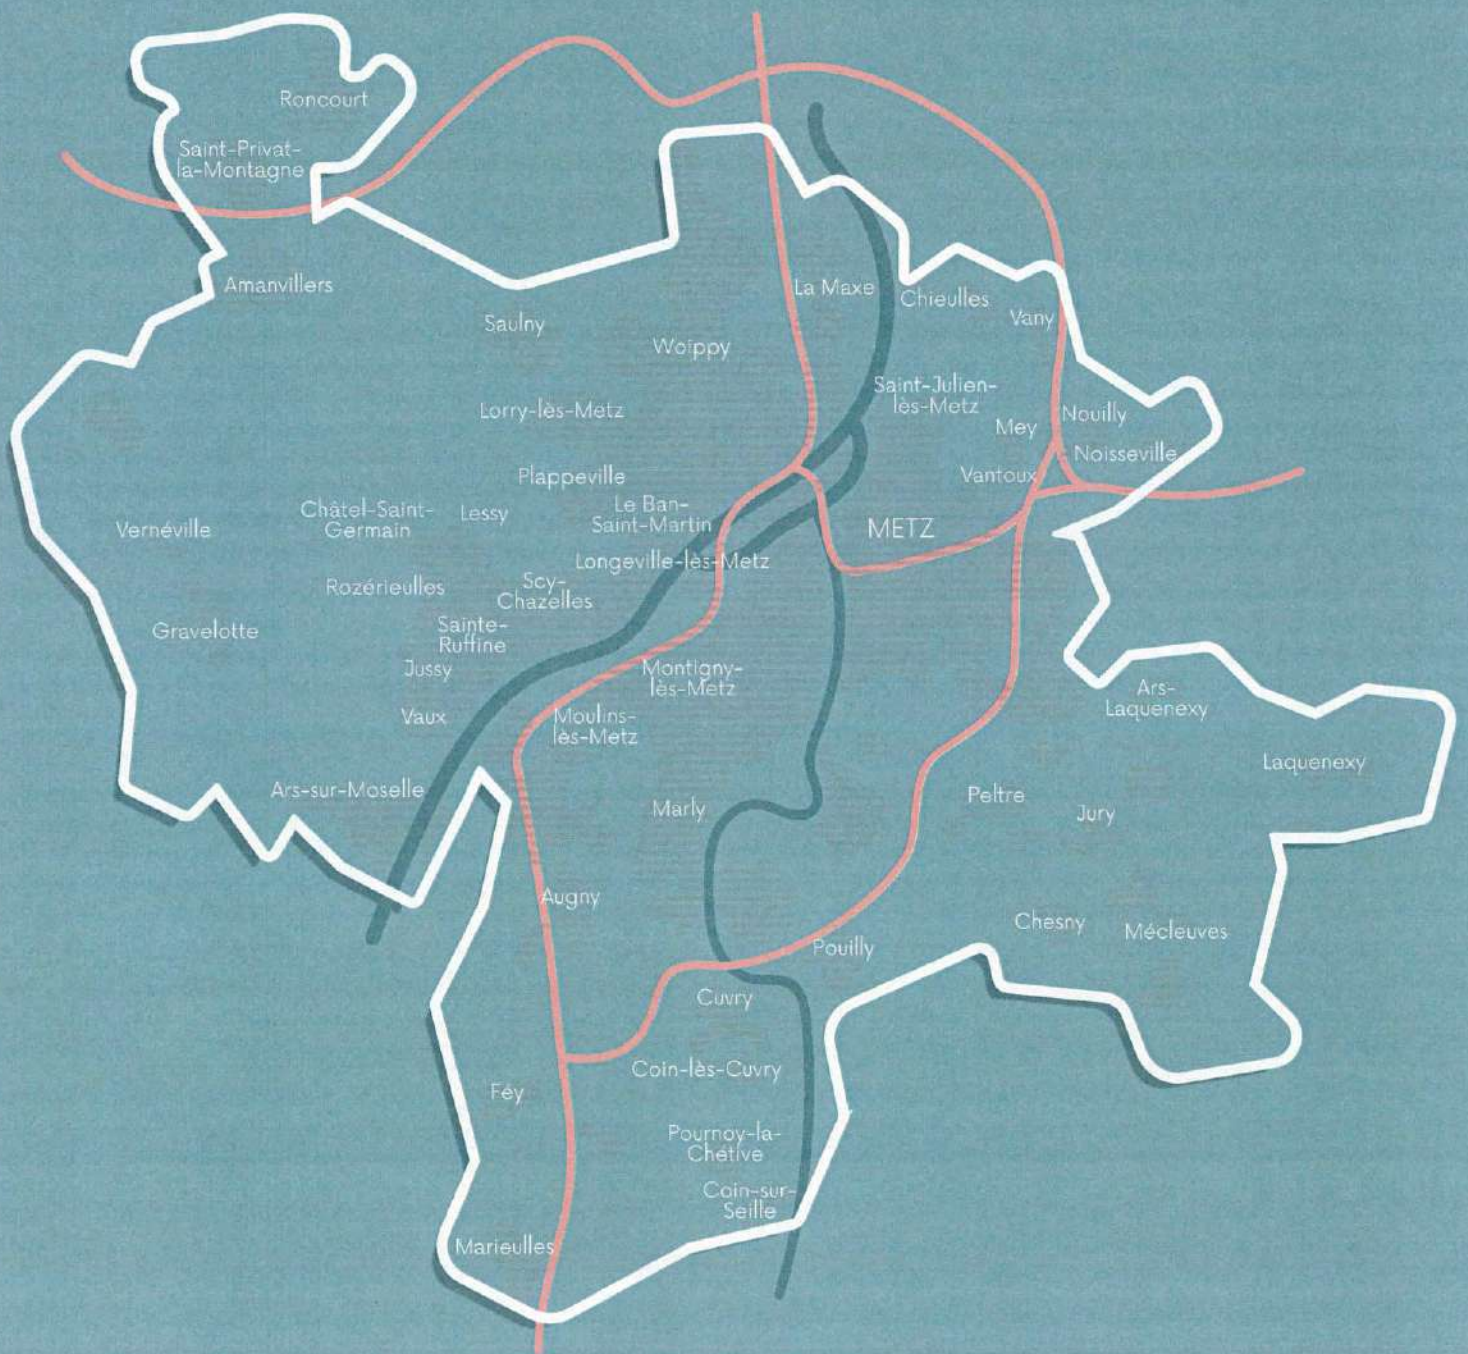 Roncourt
Saint-Privat-
la-Montagne
Amanvillers
La Maxe
Chieulles
Vany
Saulny
Woippy
Saint-Julien-
lès-Metz
Lorry-lès-Metz
Mey
Nouilly
Noisseville
Plappeville
Vantoux
Châtel-Saint-
Germain
Lessy
Le Ban-
Saint-Martin
METZ
Vernéville
Longeville-lès-Metz
Rozérieulles
Scy-
Chazelles
Gravelotte
Sainte-
Ruffine
Jussy
Montigny-
lès-Metz
Ars-
Laquenexy
Vaux
Moulins-
lès-Metz
Laquenexy
Ars-sur-Moselle
Marly
Peltre
Jury
Augny
Chesny
Mécleuves
Pouilly
Cuvry
Coin-lès-Cuvry
Féy
Pournoy-la-
Chétive
Coin-sur-
Seille
Marieulles